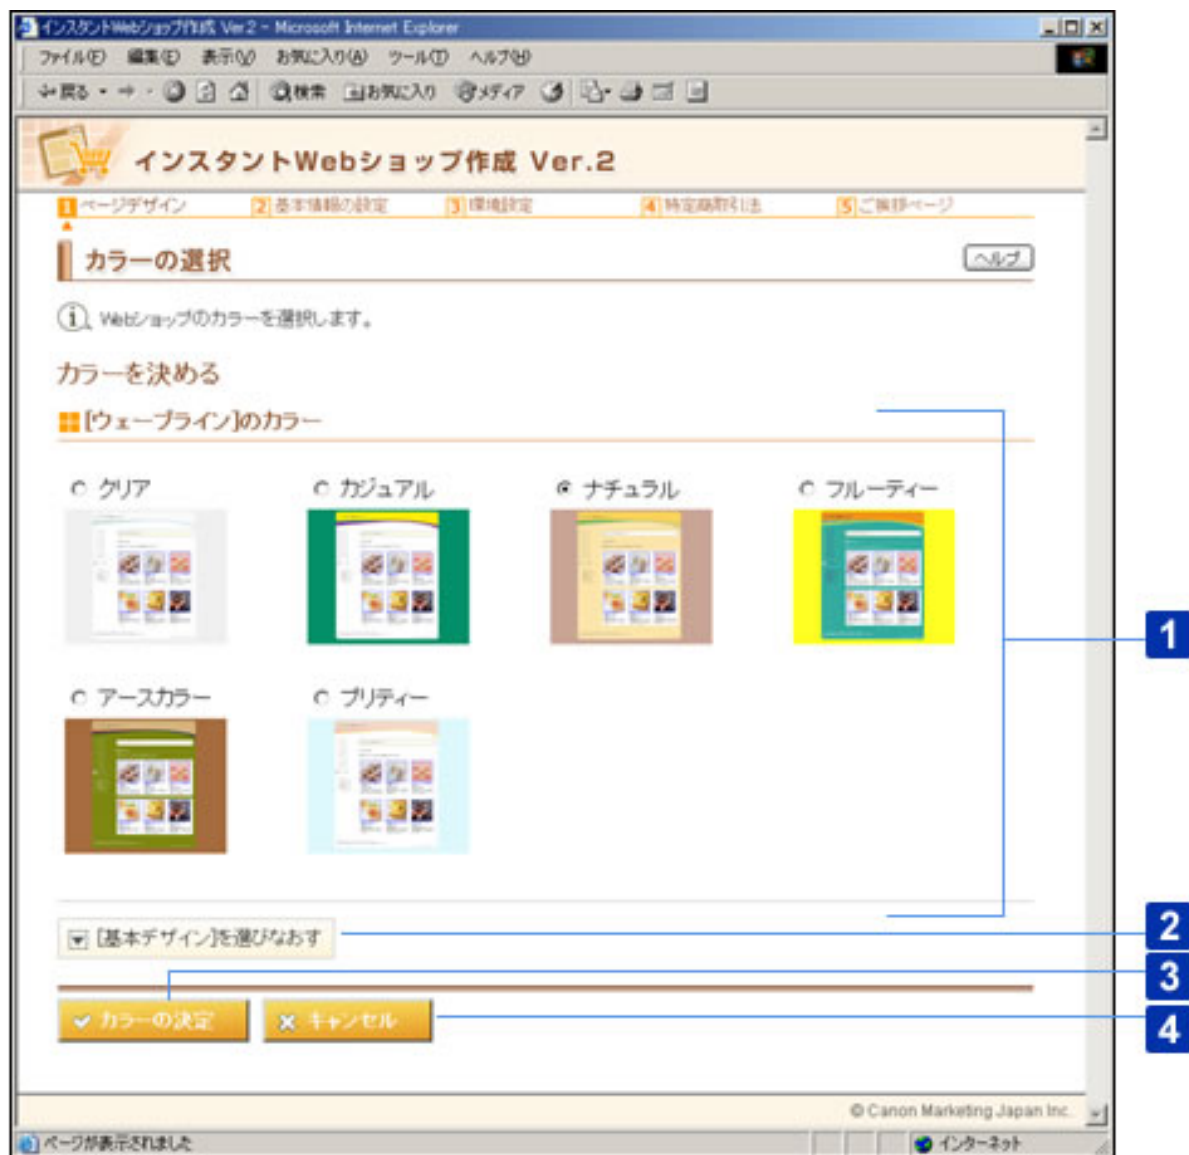 インスタントWebショップ作成 Ver.2 - Microsoft Internet Explorer
ファイル(F) 編集(E) 表示(V) お気に入り(A) ツール(T) ヘルプ(H)
戻る 検索 お気に入り メディア
インスタントWebショップ作成 Ver.2
1 ページデザイン 2 基本情報の設定 3 環境設定 4 特定商取引法 5 ご挨拶ページ
カラーの選択 ヘルプ
Webショップのカラーを選択します。
カラーを決める
[ウェーブライン]のカラー
クリア カジュアル ナチュラル フルーティー
1
アースカラー プリティー
[基本デザイン]を選びなおす 2
3
カラーの決定 キャンセル 4
© Canon Marketing Japan Inc.
ページが表示されました インターネット